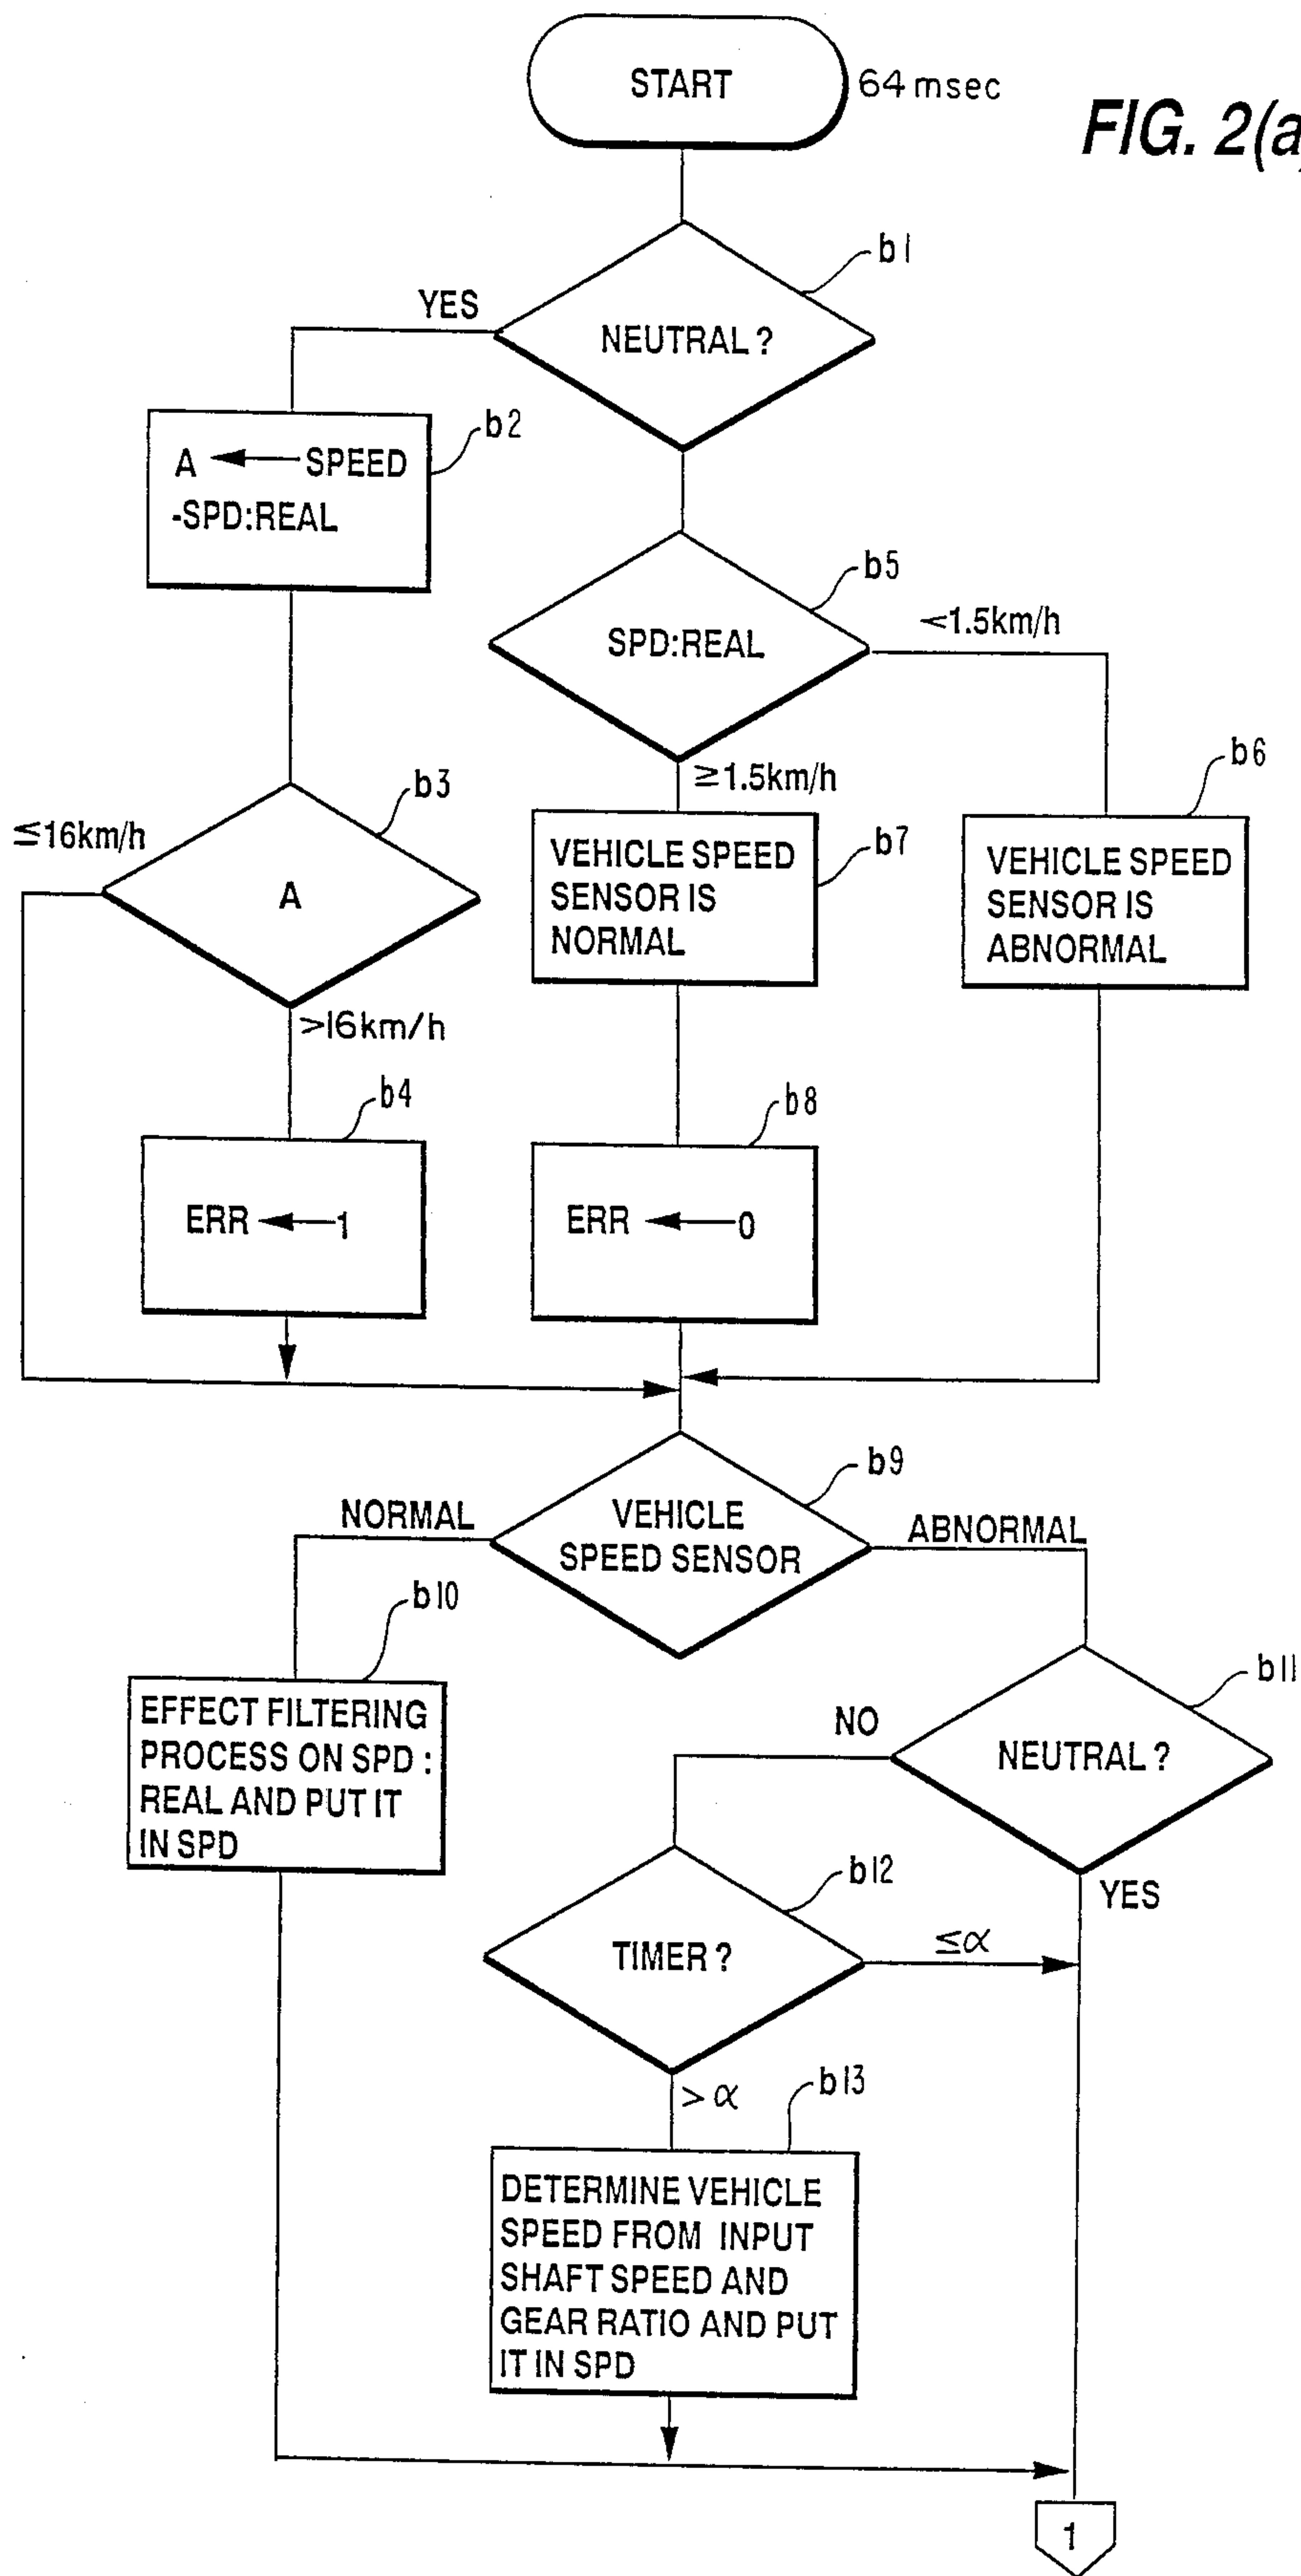 START
64 msec
FIG. 2(a)
b1
YES
NEUTRAL ?
b2
A ← SPEED
-SPD:REAL
b5
<1.5km/h
SPD:REAL
b6
≥1.5km/h
b3
≤16km/h
b7
VEHICLE SPEED
SENSOR IS
NORMAL
VEHICLE SPEED
SENSOR IS
ABNORMAL
A
>16km/h
b4
b8
ERR ← 1
ERR ← 0
b9
NORMAL
VEHICLE
SPEED SENSOR
ABNORMAL
b10
b11
EFFECT FILTERING
PROCESS ON SPD :
REAL AND PUT IT
IN SPD
NO
NEUTRAL ?
b12
YES
TIMER ?
≤α
>α
b13
DETERMINE VEHICLE
SPEED FROM INPUT
SHAFT SPEED AND
GEAR RATIO AND PUT
IT IN SPD
1